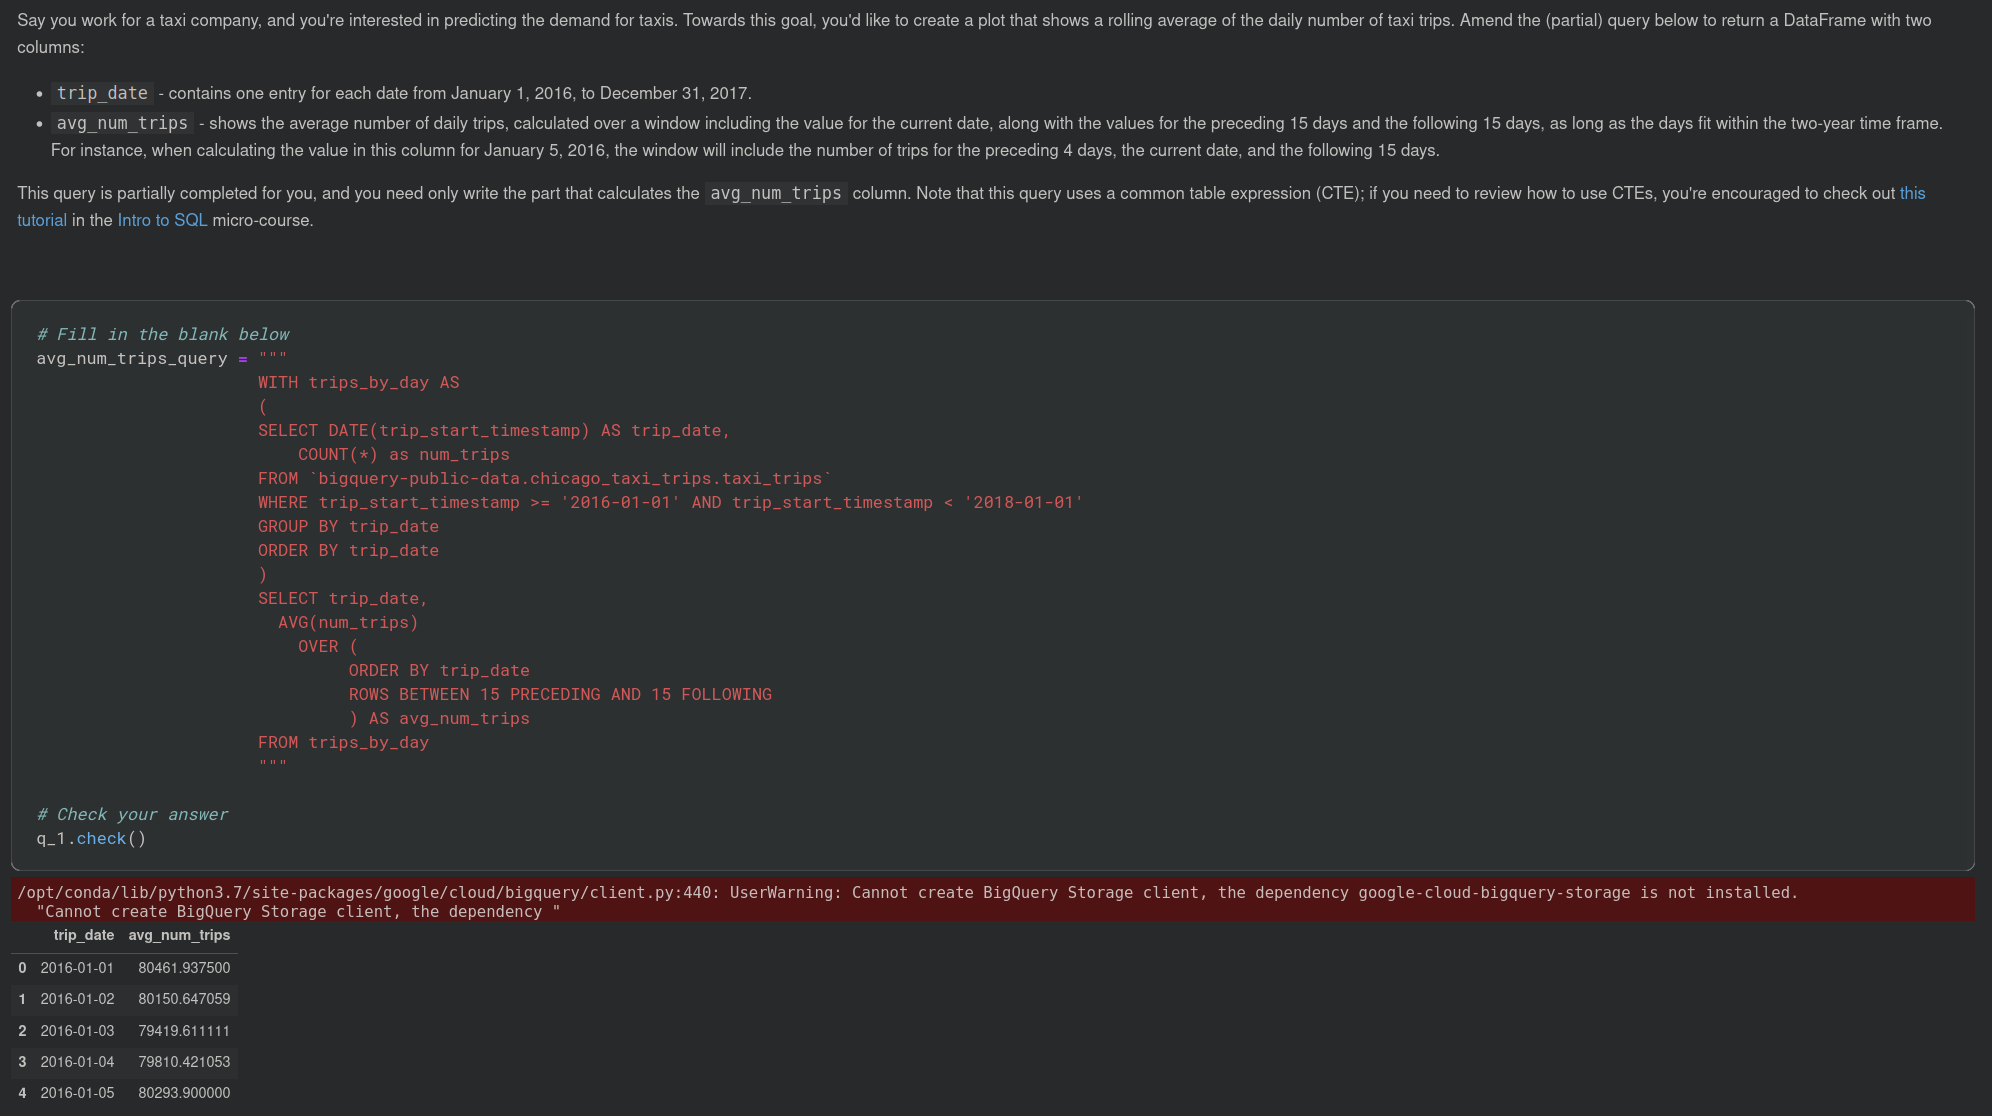 Say you work for a taxi company, and you're interested in predicting the demand for taxis. Towards this goal, you'd like to create a plot that shows a rolling average of the daily number of taxi trips. Amend the (partial) query below to return a DataFrame with two
columns:
• trip_date - contains one entry for each date from January 1, 2016, to December 31, 2017.
• avg_num_trips - shows the average number of daily trips, calculated over a window including the value for the current date, along with the values for the preceding 15 days and the following 15 days, as long as the days fit within the two-year time frame.
For instance, when calculating the value in this column for January 5, 2016, the window will include the number of trips for the preceding 4 days, the current date, and the following 15 days.
This query is partially completed for you, and you need only write the part that calculates the avg_num_trips column. Note that this query uses a common table expression (CTE); if you need to review how to use CTEs, you're encouraged to check out this
tutorial in the Intro to SQL micro-course.
# Fill in the blank below
avg_num_trips_query = """
WITH trips_by_day AS
(
SELECT DATE(trip_start_timestamp) AS trip_date,
COUNT(*) as num_trips
FROM `bigquery-public-data.chicago_taxi_trips.taxi_trips`
WHERE trip_start_timestamp >= '2016-01-01' AND trip_start_timestamp < '2018-01-01'
GROUP BY trip_date
ORDER BY trip_date
)
SELECT trip_date,
AVG(num_trips)
OVER (
ORDER BY trip_date
ROWS BETWEEN 15 PRECEDING AND 15 FOLLOWING
) AS avg_num_trips
FROM trips_by_day
"""
# Check your answer
q_1.check()
/opt/conda/lib/python3.7/site-packages/google/cloud/bigquery/client.py:440: UserWarning: Cannot create BigQuery Storage client, the dependency google-cloud-bigquery-storage is not installed.
"Cannot create BigQuery Storage client, the dependency "
trip_date avg_num_trips
0 2016-01-01 80461.937500
1 2016-01-02 80150.647059
2 2016-01-03 79419.611111
3 2016-01-04 79810.421053
4 2016-01-05 80293.900000